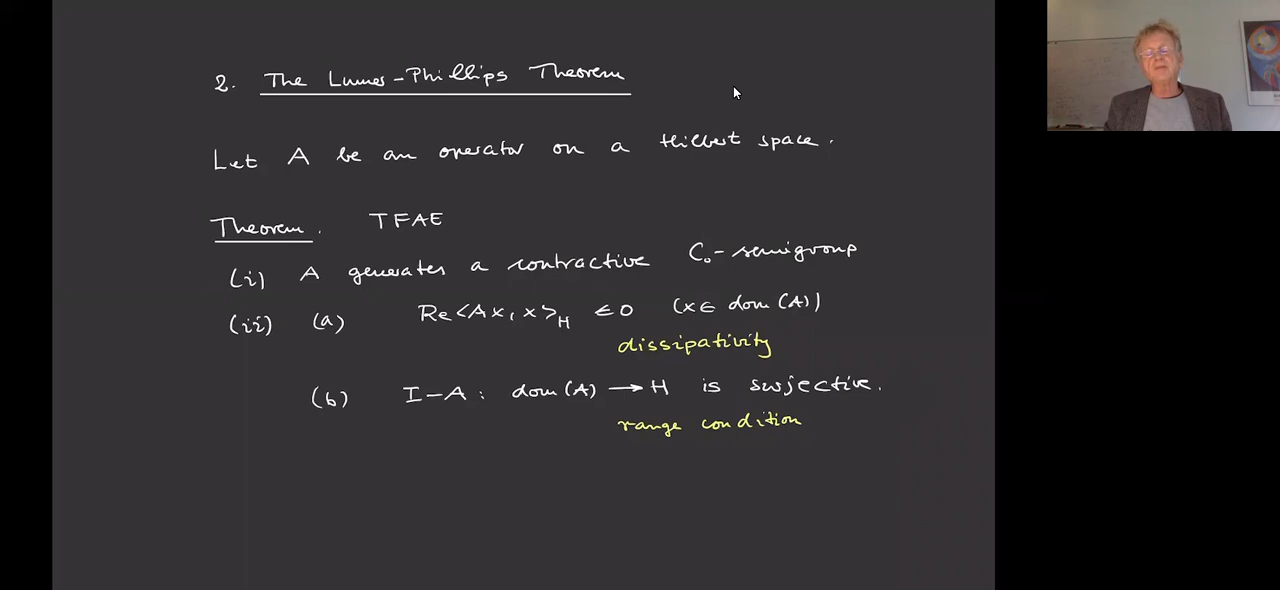 2. The Lumer-Phillips Theorem
Let A be an operator on a Hilbert space.
Theorem. TFAE
(i) A generates a contractive C₀-semigroup
(ii) (a) Re<Ax, x>_H ≤ 0 (x ∈ dom(A))
dissipativity
(b) I-A: dom(A) → H is surjective.
range condition